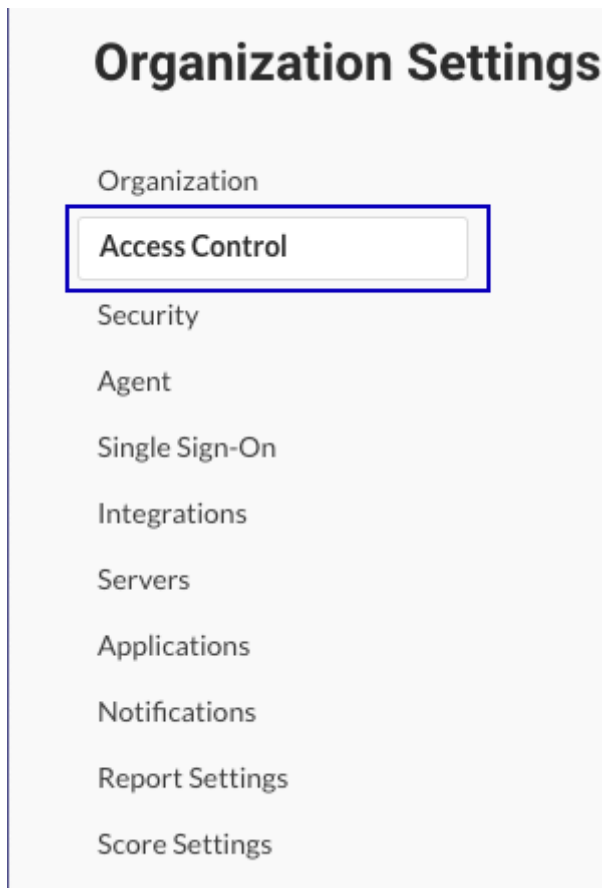 Organization Settings
Organization
Access Control
Security
Agent
Single Sign-On
Integrations
Servers
Applications
Notifications
Report Settings
Score Settings